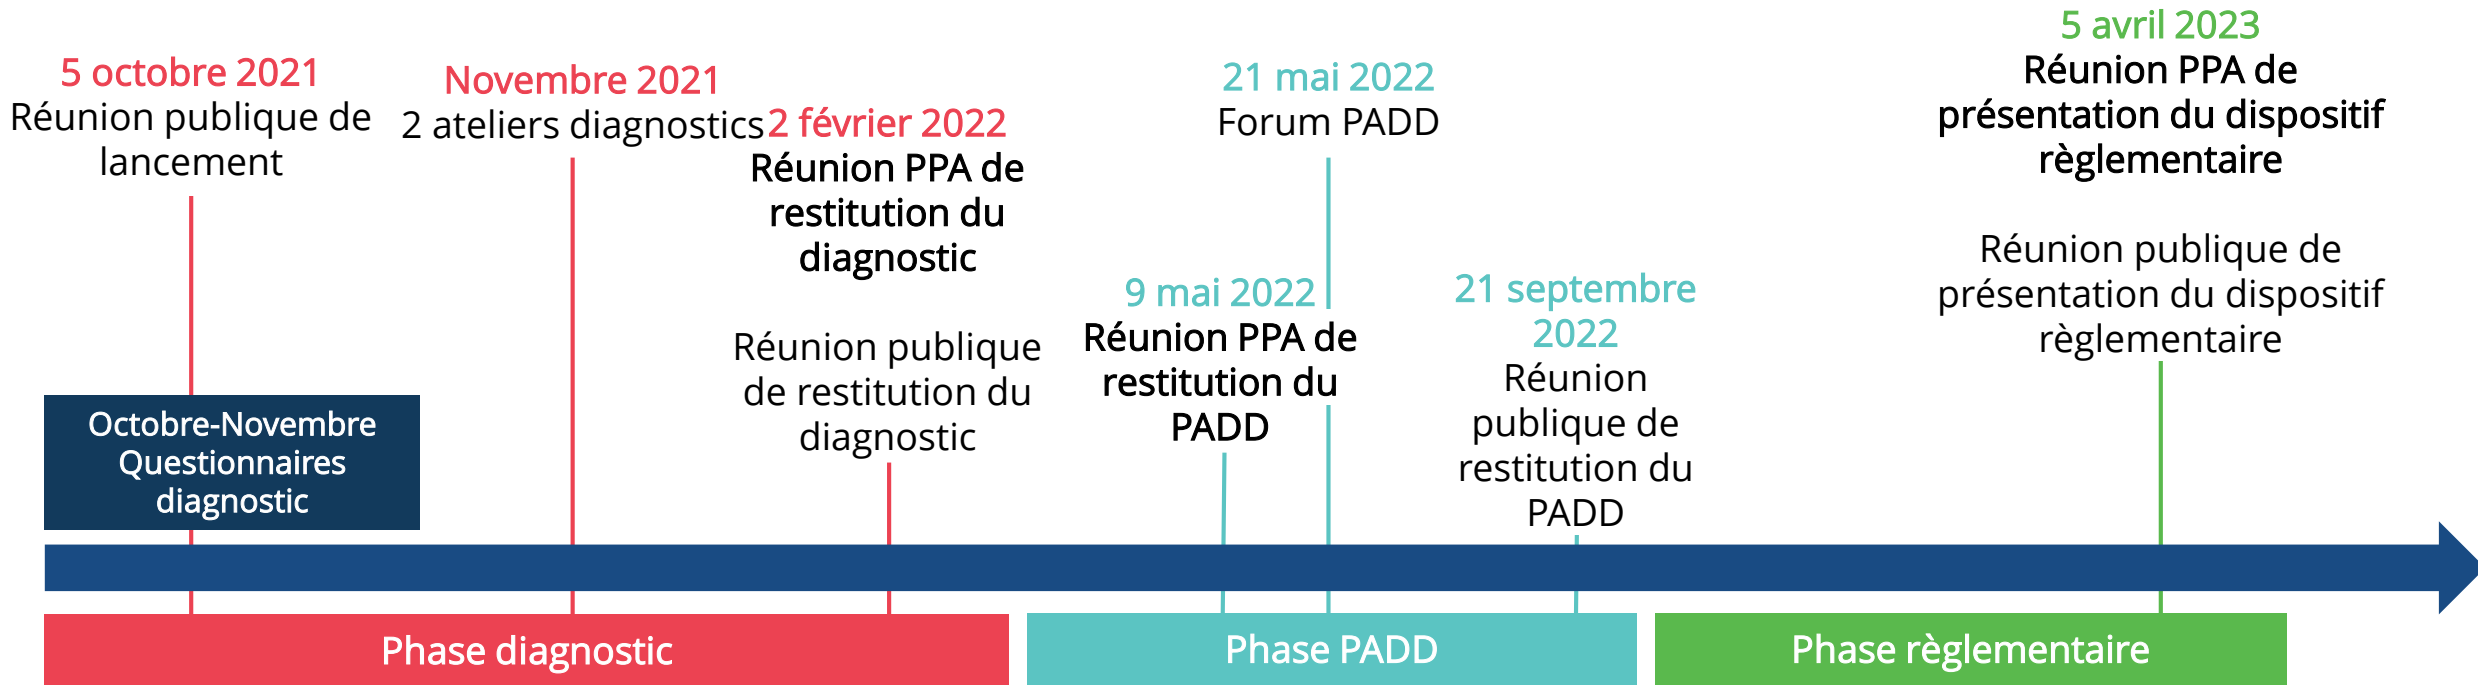 5 octobre 2021
Réunion publique de
lancement
Octobre-Novembre
Questionnaires
diagnostic
Novembre 2021
2 ateliers diagnostics
2 février 2022
Réunion PPA de
restitution du
diagnostic
Réunion publique
de restitution du
diagnostic
9 mai 2022
Réunion PPA de
restitution du
PADD
21 mai 2022
Forum PADD
21 septembre
2022
Réunion
publique de
restitution du
PADD
5 avril 2023
Réunion PPA de
présentation du dispositif
règlementaire
Réunion publique de
présentation du dispositif
règlementaire
Phase diagnostic
Phase PADD
Phase règlementaire